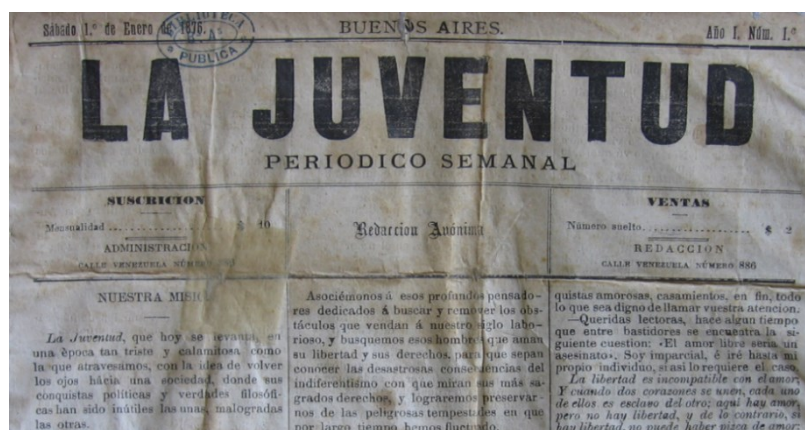 Sábado 1.º de Enero de 1876.
BUENOS AIRES.
Año I. Núm. 1.º
BIBLIOTECA
PUBLICA
LA JUVENTUD
PERIODICO SEMANAL
SUSCRICION
Mensualidad ............ $ 10
ADMINISTRACION
CALLE VENEZUELA NÚMERO
Redaccion Anónima
VENTAS
Número suelto ............ $ 2
REDACCION
CALLE VENEZUELA NÚMERO 886
NUESTRA MISION
La Juventud, que hoy se levanta, en
una época tan triste y calamitosa como
la que atravesamos, con la idea de volver
los ojos hácia una sociedad, donde sus
conquistas políticas y verdades filosófi-
cas han sido inútiles las unas, malogradas
las otras.
Asociémonos á esos profundos pensado-
res dedicados á buscar y remover los obs-
táculos que vendan á nuestro siglo labo-
rioso, y busquemos esos hombres que aman
su libertad y sus derechos, para que sepan
conocer las desastrosas consecuencias del
indiferentismo con que miran sus más sa-
grados derechos, y lograremos preservar-
nos de las peligrosas tempestades en que
por largo tiempo hemos fluctuado.
quistas amorosas, casamientos, en fin, todo
lo que sea digno de llamar vuestra atencion.
—Queridas lectoras, hace algun tiempo
que entre bastidores se encuentra la si-
guiente cuestion: «El amor libre seria un
asesinato». Soy imparcial, é iré hasta mi
propio individuo, si asi lo requiere el caso.
La libertad es incompatible con el amor;
Y cuando dos corazones se unen, cada uno
de ellos es esclavo del otro; aquí hay amor,
pero no hay libertad, y de lo contrario, si
hay libertad, no puede haber pizca de amor;